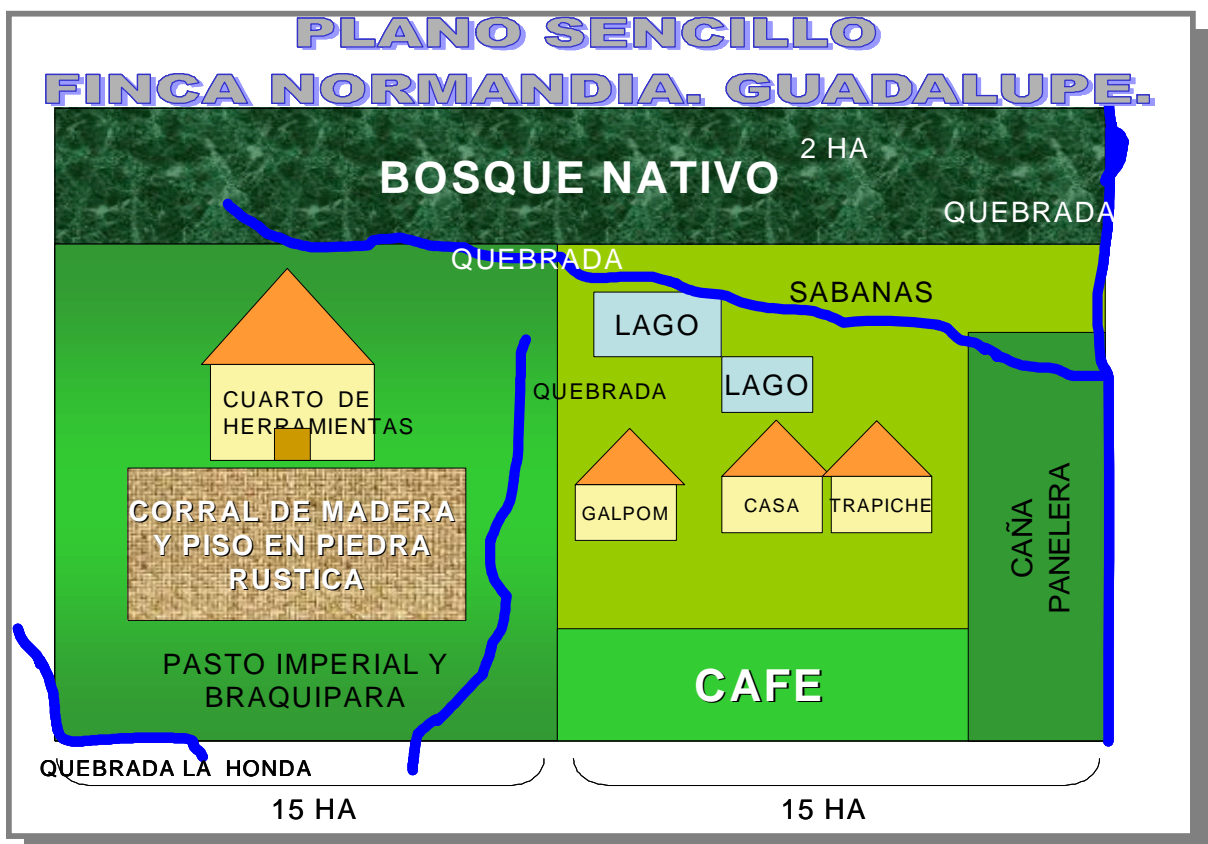 PLANO SENCILLO
FINCA NORMANDIA. GUADALUPE.
2 HA
BOSQUE NATIVO
QUEBRADA
QUEBRADA
SABANAS
LAGO
LAGO
QUEBRADA
CUARTO DE
HERRAMIENTAS
GALPOM
CASA
TRAPICHE
CORRAL DE MADERA
Y PISO EN PIEDRA
RUSTICA
CAÑA
PANELERA
PASTO IMPERIAL Y
BRAQUIPARA
CAFE
QUEBRADA LA HONDA
15 HA
15 HA